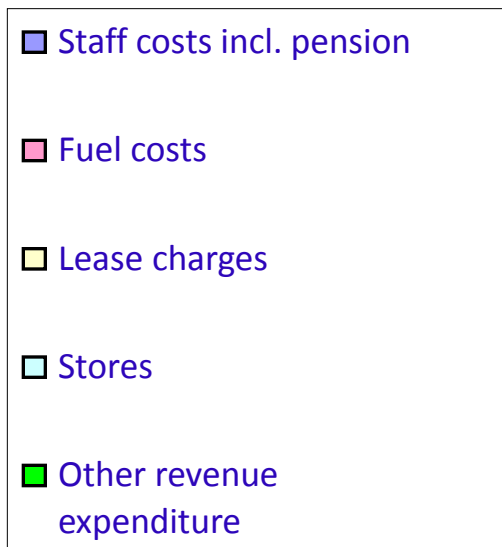 Staff costs incl. pension
Fuel costs
Lease charges
Stores
Other revenue
expenditure